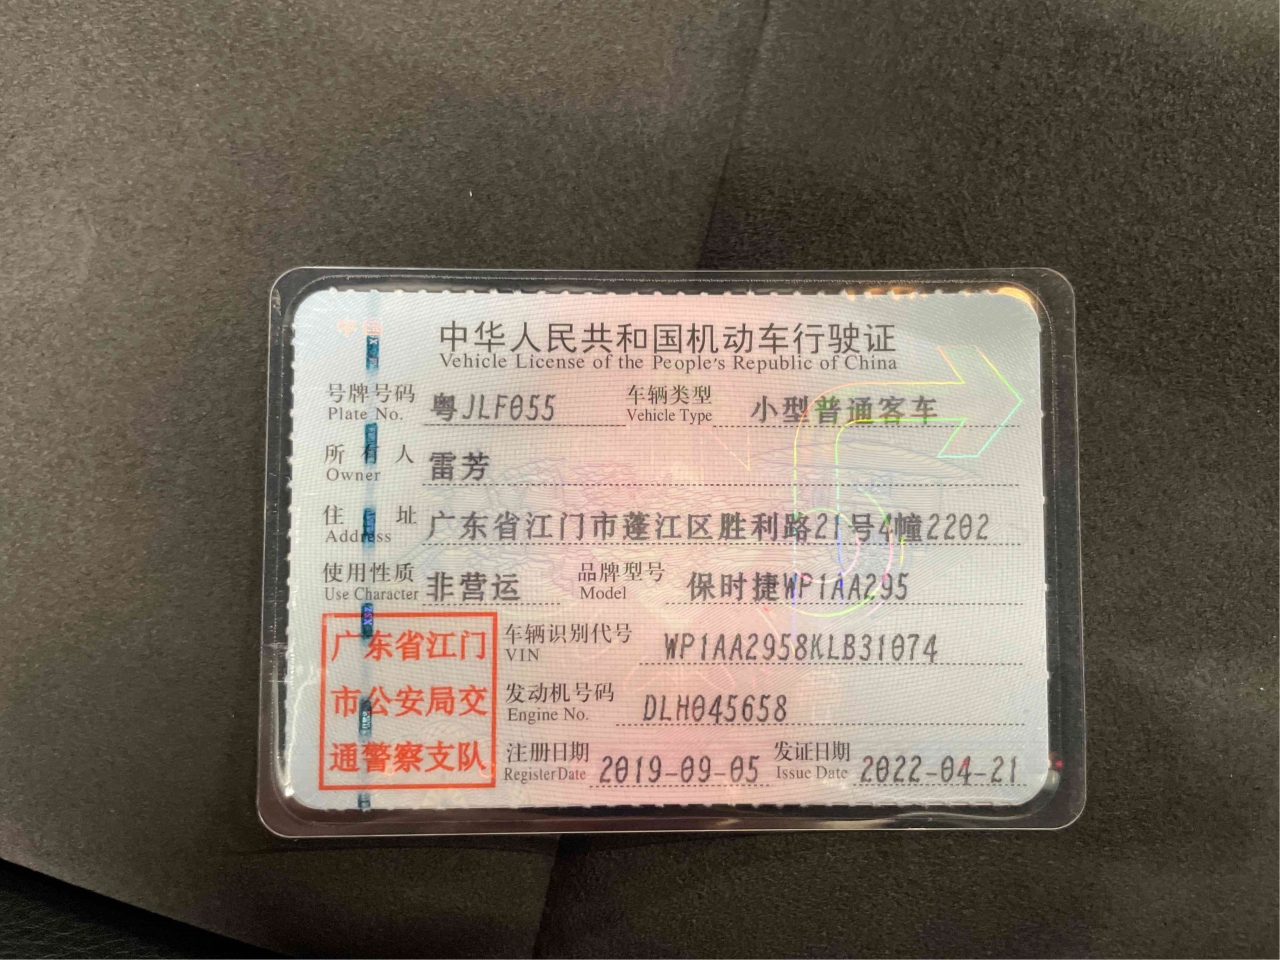 中华人民共和国机动车行驶证
Vehicle License of the People's Republic of China
号牌号码 粤JLF055 车辆类型 小型普通客车
Plate No. Vehicle Type
所有人 雷芳
Owner
住址 广东省江门市蓬江区胜利路21号4幢2202
Address
使用性质 非营运 品牌型号 保时捷WP1AA295
Use Character Model
广东省江门
市公安局交
通警察支队
车辆识别代号 WP1AA2958KLB31074
VIN
发动机号码 DLH045658
Engine No.
注册日期 2019-09-05 发证日期 2022-04-21
Register Date Issue Date